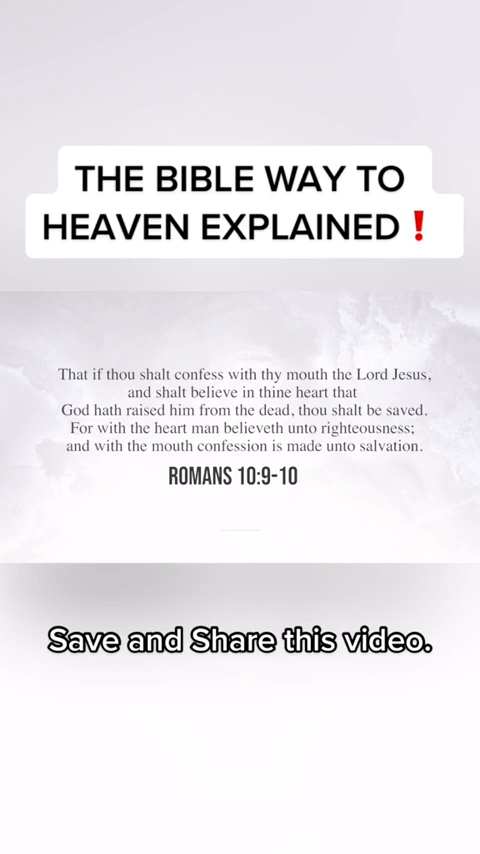 THE BIBLE WAY TO
HEAVEN EXPLAINED❗
That if thou shalt confess with thy mouth the Lord Jesus,
and shalt believe in thine heart that
God hath raised him from the dead, thou shalt be saved.
For with the heart man believeth unto righteousness;
and with the mouth confession is made unto salvation.
ROMANS 10:9-10
Save and Share this video.